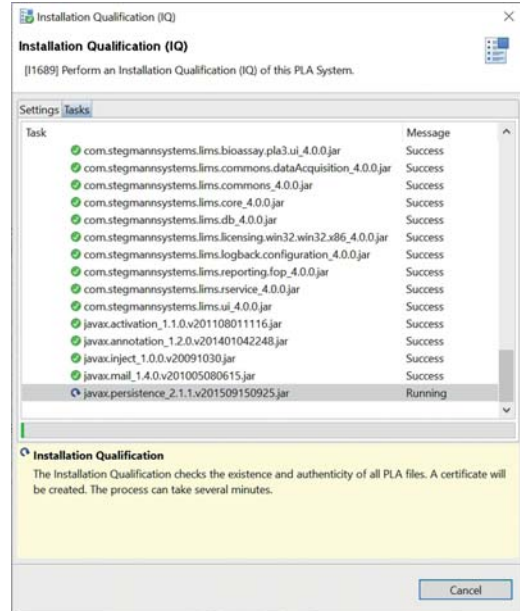 Installation Qualification (IQ)
Installation Qualification (IQ)
[I1689] Perform an Installation Qualification (IQ) of this PLA System.
Settings Tasks
Task Message
com.stegmannsystems.lims.bioassay.pla3.ui_4.0.0.jar Success
com.stegmannsystems.lims.commons.dataAcquisition_4.0.0.jar Success
com.stegmannsystems.lims.commons_4.0.0.jar Success
com.stegmannsystems.lims.core_4.0.0.jar Success
com.stegmannsystems.lims.db_4.0.0.jar Success
com.stegmannsystems.lims.licensing.win32.win32.x86_4.0.0.jar Success
com.stegmannsystems.lims.logback.configuration_4.0.0.jar Success
com.stegmannsystems.lims.reporting.fop_4.0.0.jar Success
com.stegmannsystems.lims.rservice_4.0.0.jar Success
com.stegmannsystems.lims.ui_4.0.0.jar Success
javax.activation_1.1.0.v201108011116.jar Success
javax.annotation_1.2.0.v201401042248.jar Success
javax.inject_1.0.0.v20091030.jar Success
javax.mail_1.4.0.v201005080615.jar Success
javax.persistence_2.1.1.v201509150925.jar Running
Installation Qualification
The Installation Qualification checks the existence and authenticity of all PLA files. A certificate will
be created. The process can take several minutes.
Cancel